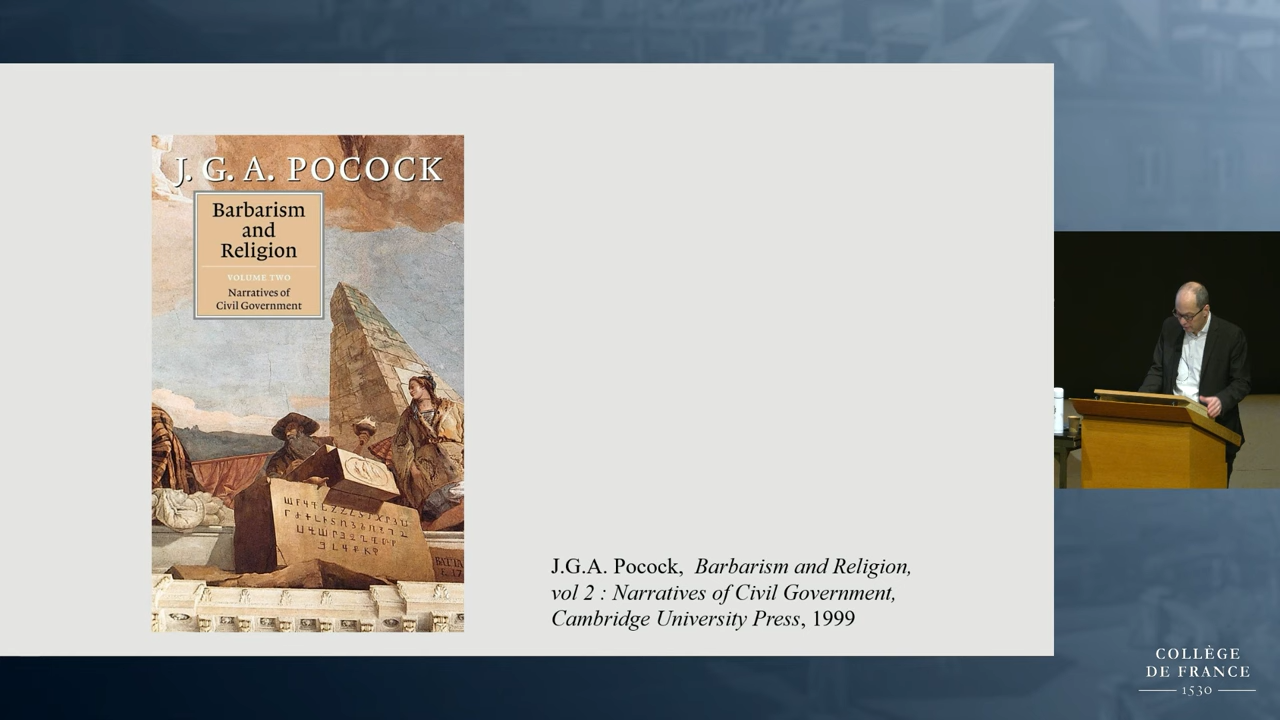 J. G. A. POCOCK
Barbarism
and
Religion
VOLUME TWO
Narratives of
Civil Government
J.G.A. Pocock, Barbarism and Religion,
vol 2 : Narratives of Civil Government,
Cambridge University Press, 1999
COLLÈGE
DE FRANCE
1530